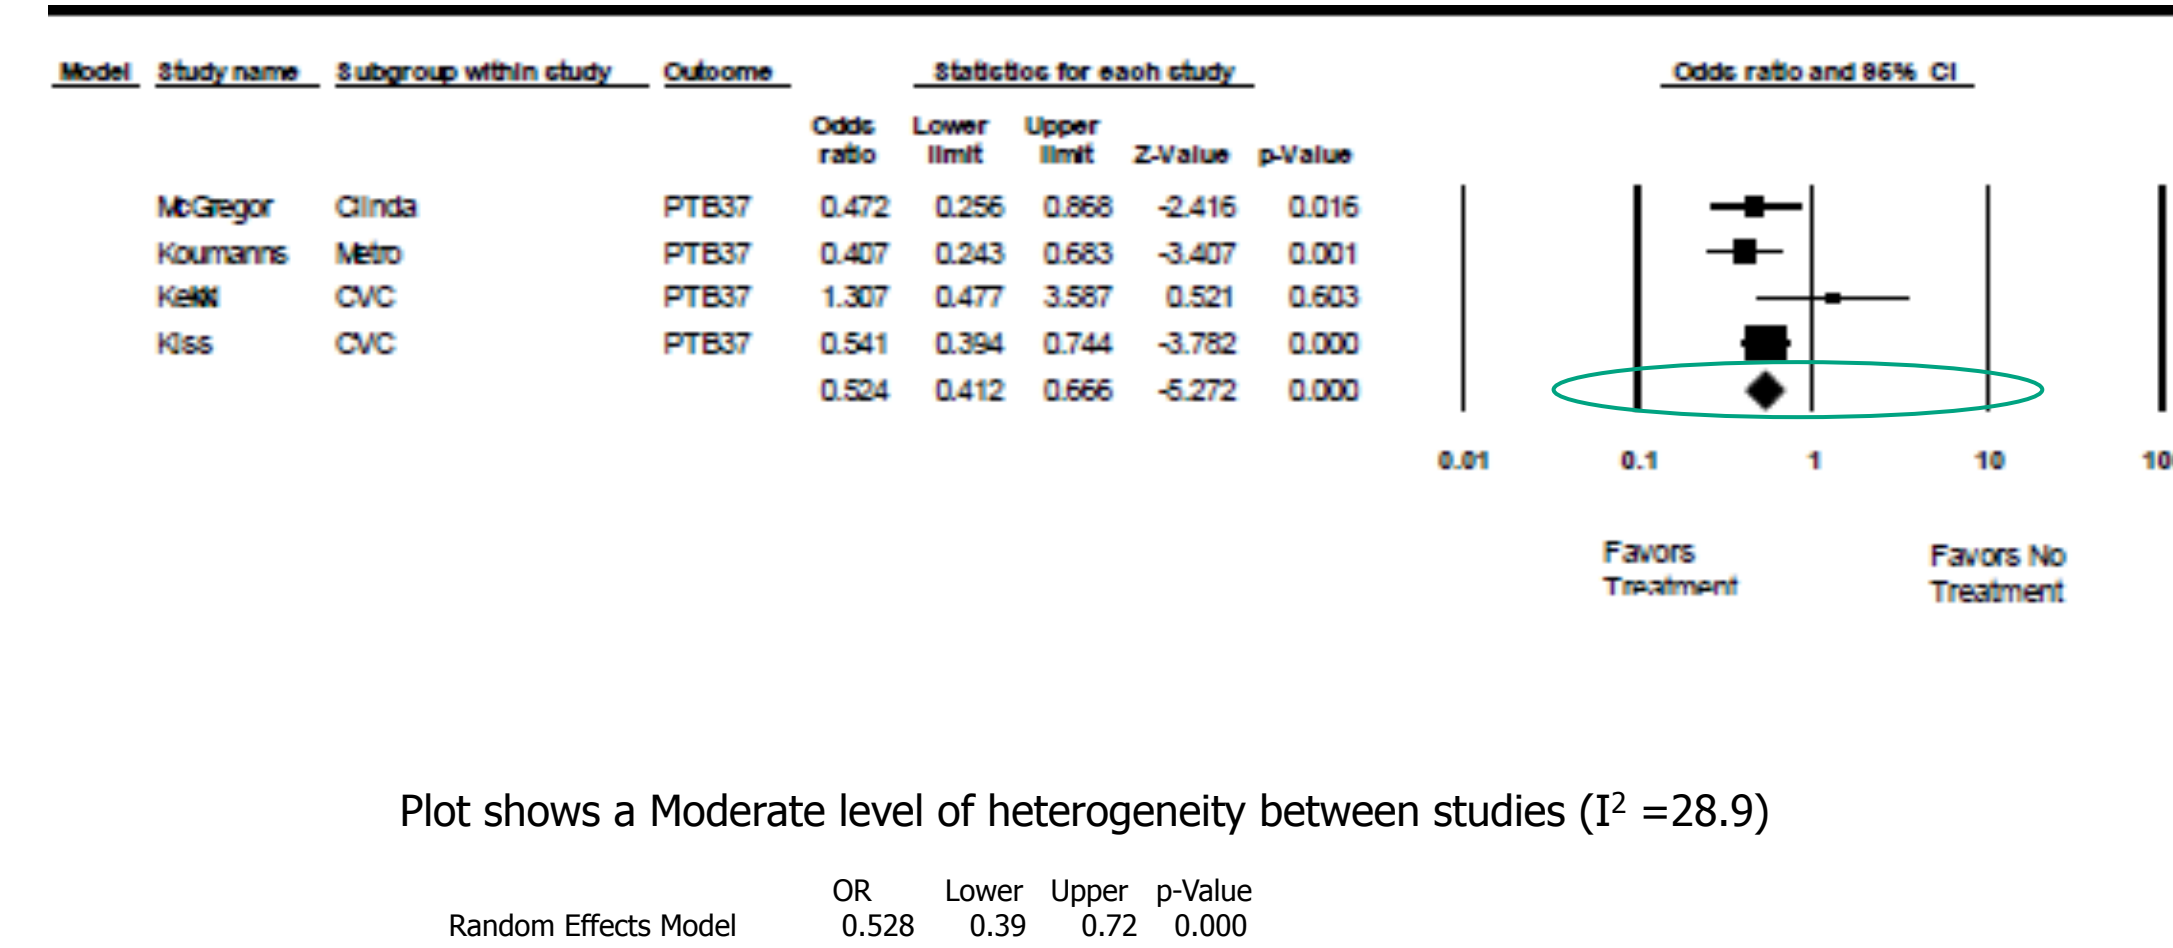 Model Study name Subgroup within study Outcome Statistics for each study Odds ratio and 95% CI
Odds ratio Lower limit Upper limit Z-Value p-Value
McGregor Clinda PTB37 0.472 0.256 0.868 -2.416 0.016
Koumanns Metro PTB37 0.407 0.243 0.683 -3.407 0.001
Kekki CVC PTB37 1.307 0.477 3.587 0.521 0.603
Kiss CVC PTB37 0.541 0.394 0.744 -3.782 0.000
0.524 0.412 0.666 -5.272 0.000
0.01 0.1 1 10 10
Favors Treatment Favors No Treatment
Plot shows a Moderate level of heterogeneity between studies (I² =28.9)
OR Lower Upper p-Value
Random Effects Model 0.528 0.39 0.72 0.000